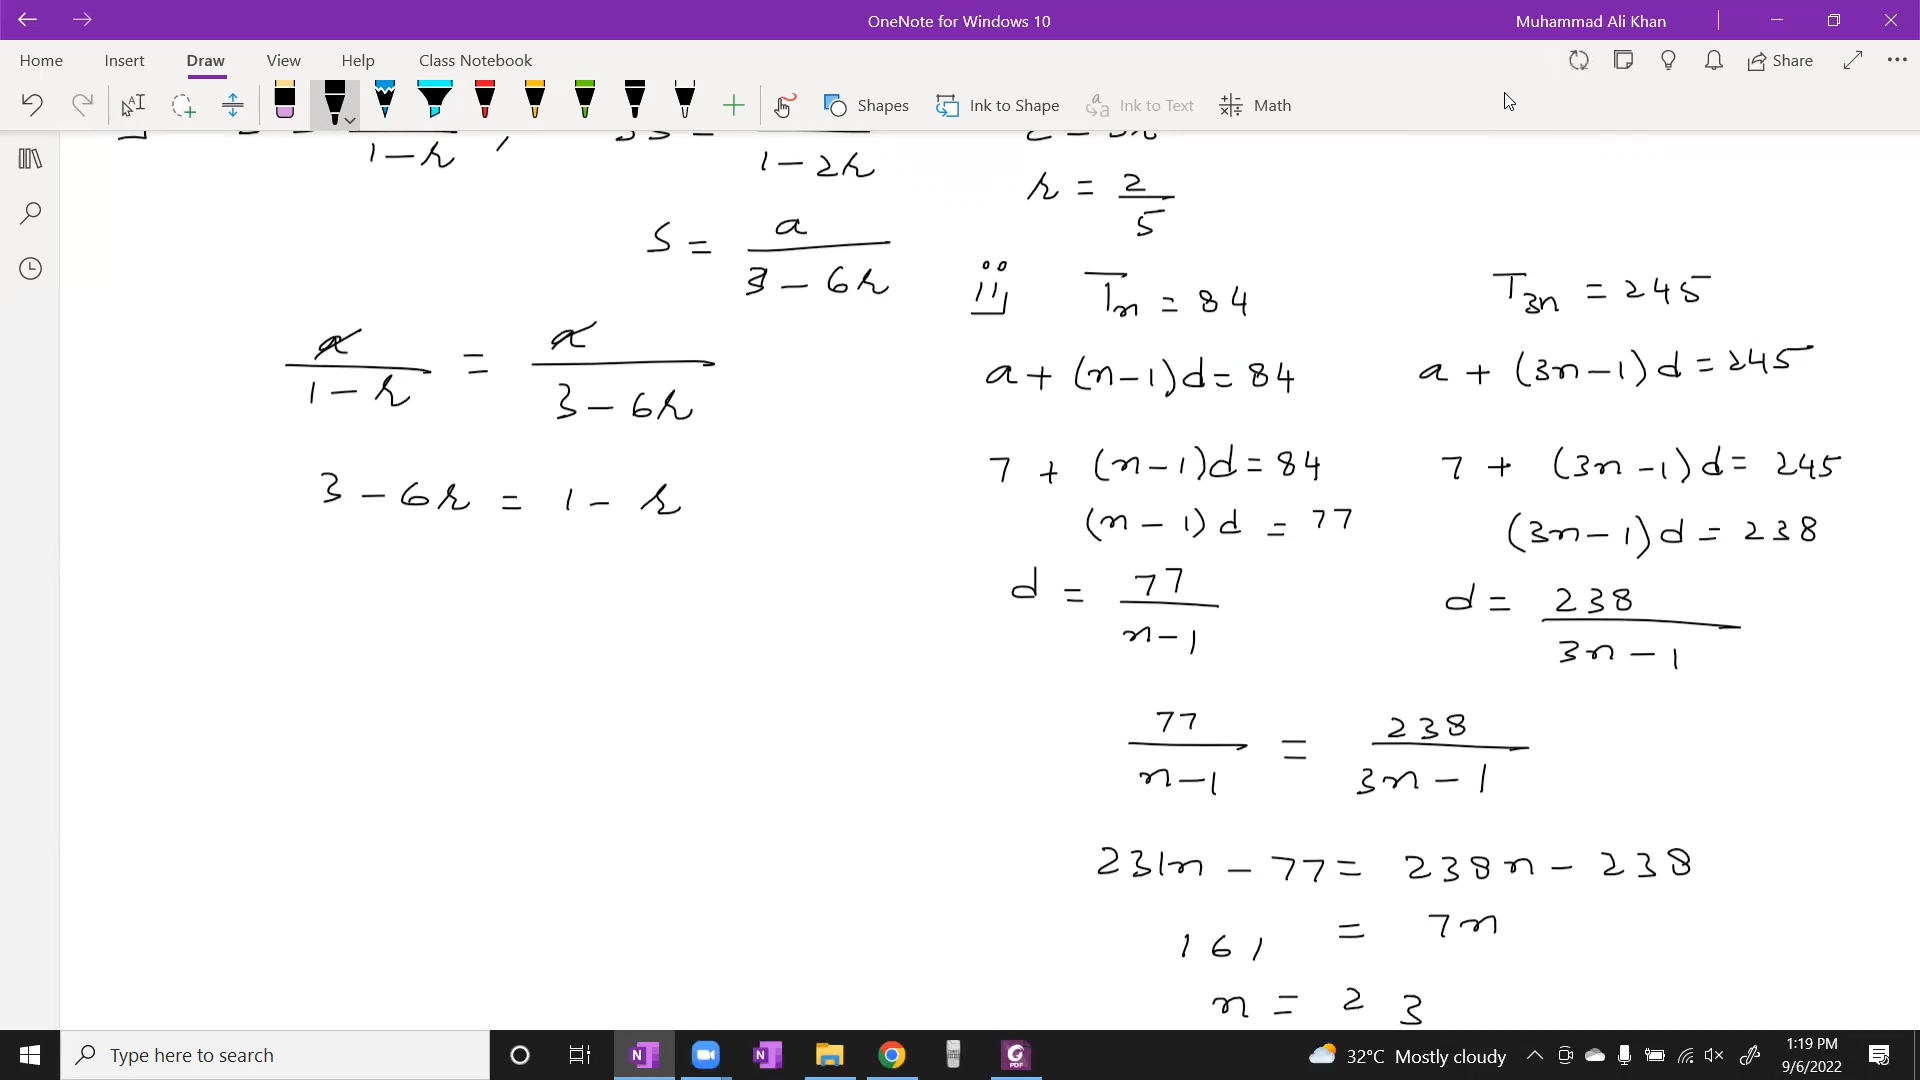 OneNote for Windows 10
Muhammad Ali Khan
Home Insert Draw View Help Class Notebook
Share
Shapes Ink to Shape Ink to Text Math
1 - r , 1 - 2r
r = 2/5
S = a/(3 - 6r)
a/(1 - r) = a/(3 - 6r)
3 - 6r = 1 - r
ii) Tn = 84 T3n = 245
a + (n-1)d = 84 a + (3n-1)d = 245
7 + (n-1)d = 84 7 + (3n-1)d = 245
(n - 1)d = 77 (3n-1)d = 238
d = 77/(n-1) d = 238/(3n-1)
77/(n-1) = 238/(3n-1)
231n - 77 = 238n - 238
161 = 7n
n = 23
Type here to search
32°C Mostly cloudy
1:19 PM
9/6/2022